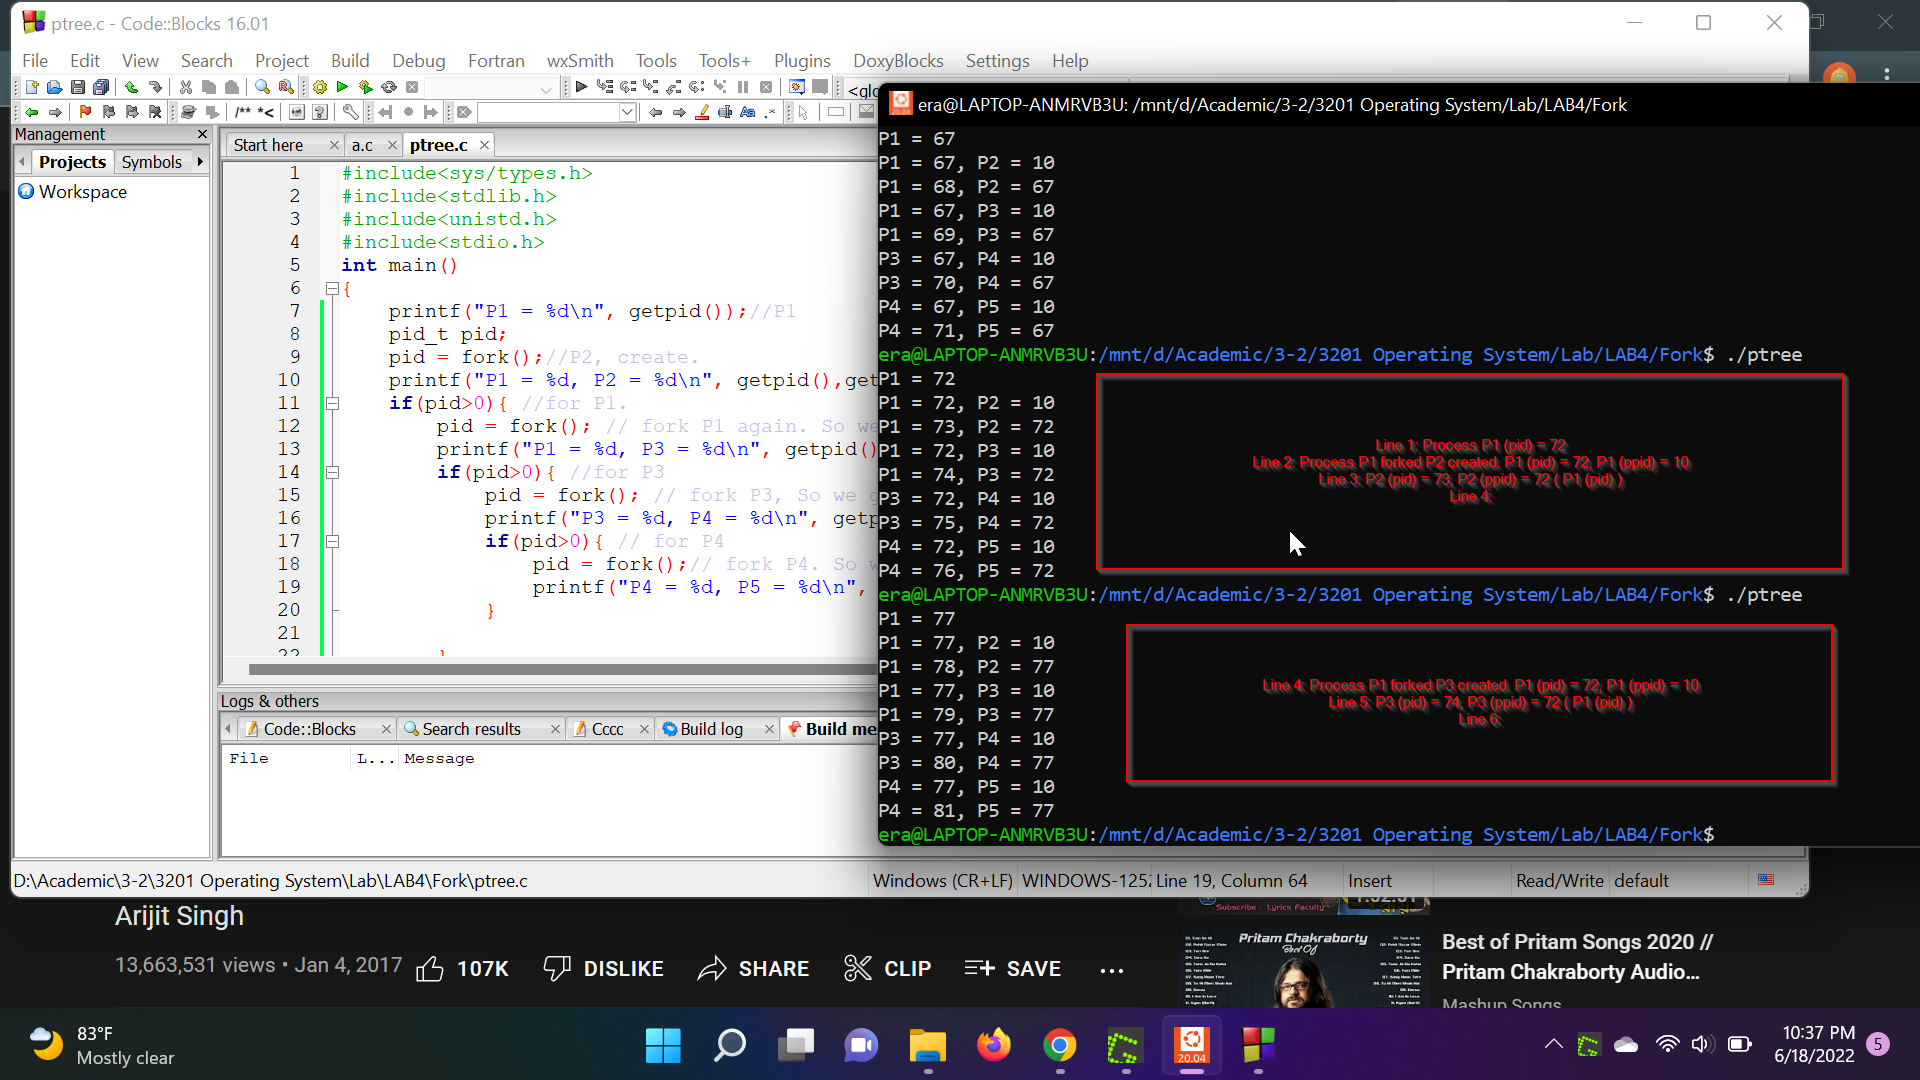 ptree.c - Code::Blocks 16.01
File Edit View Search Project Build Debug Fortran wxSmith Tools Tools+ Plugins DoxyBlocks Settings Help
<glo
/** *<
Management
Projects Symbols
Workspace
Start here a.c ptree.c
1 #include<sys/types.h>
2 #include<stdlib.h>
3 #include<unistd.h>
4 #include<stdio.h>
5 int main()
6 {
7 printf("P1 = %d\n", getpid());//P1
8 pid_t pid;
9 pid = fork();//P2, create.
10 printf("P1 = %d, P2 = %d\n", getpid(),get
11 if(pid>0){ //for P1.
12 pid = fork(); // fork P1 again. So we
13 printf("P1 = %d, P3 = %d\n", getpid()
14 if(pid>0){ //for P3
15 pid = fork(); // fork P3, So we g
16 printf("P3 = %d, P4 = %d\n", getp
17 if(pid>0){ // for P4
18 pid = fork();// fork P4. So w
19 printf("P4 = %d, P5 = %d\n",
20 }
21
22 }
Logs & others
Code::Blocks Search results Cccc Build log Build me
File L... Message
D:\Academic\3-2\3201 Operating System\Lab\LAB4\Fork\ptree.c
Windows (CR+LF) WINDOWS-1252 Line 19, Column 64 Insert Read/Write default
era@LAPTOP-ANMRVB3U: /mnt/d/Academic/3-2/3201 Operating System/Lab/LAB4/Fork
P1 = 67
P1 = 67, P2 = 10
P1 = 68, P2 = 67
P1 = 67, P3 = 10
P1 = 69, P3 = 67
P3 = 67, P4 = 10
P3 = 70, P4 = 67
P4 = 67, P5 = 10
P4 = 71, P5 = 67
era@LAPTOP-ANMRVB3U:/mnt/d/Academic/3-2/3201 Operating System/Lab/LAB4/Fork$ ./ptree
P1 = 72
P1 = 72, P2 = 10
P1 = 73, P2 = 72
P1 = 72, P3 = 10
P1 = 74, P3 = 72
P3 = 72, P4 = 10
P3 = 75, P4 = 72
P4 = 72, P5 = 10
P4 = 76, P5 = 72
Line 1: Process P1 (pid) = 72
Line 2: Process P1 forked P2 created. P1 (pid) = 72, P1 (ppid) = 10
Line 3: P2 (pid) = 73, P2 (ppid) = 72 ( P1 (pid) )
Line 4:
era@LAPTOP-ANMRVB3U:/mnt/d/Academic/3-2/3201 Operating System/Lab/LAB4/Fork$ ./ptree
P1 = 77
P1 = 77, P2 = 10
P1 = 78, P2 = 77
P1 = 77, P3 = 10
P1 = 79, P3 = 77
P3 = 77, P4 = 10
P3 = 80, P4 = 77
P4 = 77, P5 = 10
P4 = 81, P5 = 77
Line 4: Process P1 forked P3 created. P1 (pid) = 72, P1 (ppid) = 10
Line 5: P3 (pid) = 74, P3 (ppid) = 72 ( P1 (pid) )
Line 6:
era@LAPTOP-ANMRVB3U:/mnt/d/Academic/3-2/3201 Operating System/Lab/LAB4/Fork$
Arijit Singh
13,663,531 views • Jan 4, 2017 107K DISLIKE SHARE CLIP SAVE ...
Subscribe : Lyrics Faculty
Pritam Chakraborty
Best Of
Best of Pritam Songs 2020 //
Pritam Chakraborty Audio...
Mashup Songs
83°F
Mostly clear
20.04
10:37 PM
6/18/2022
5